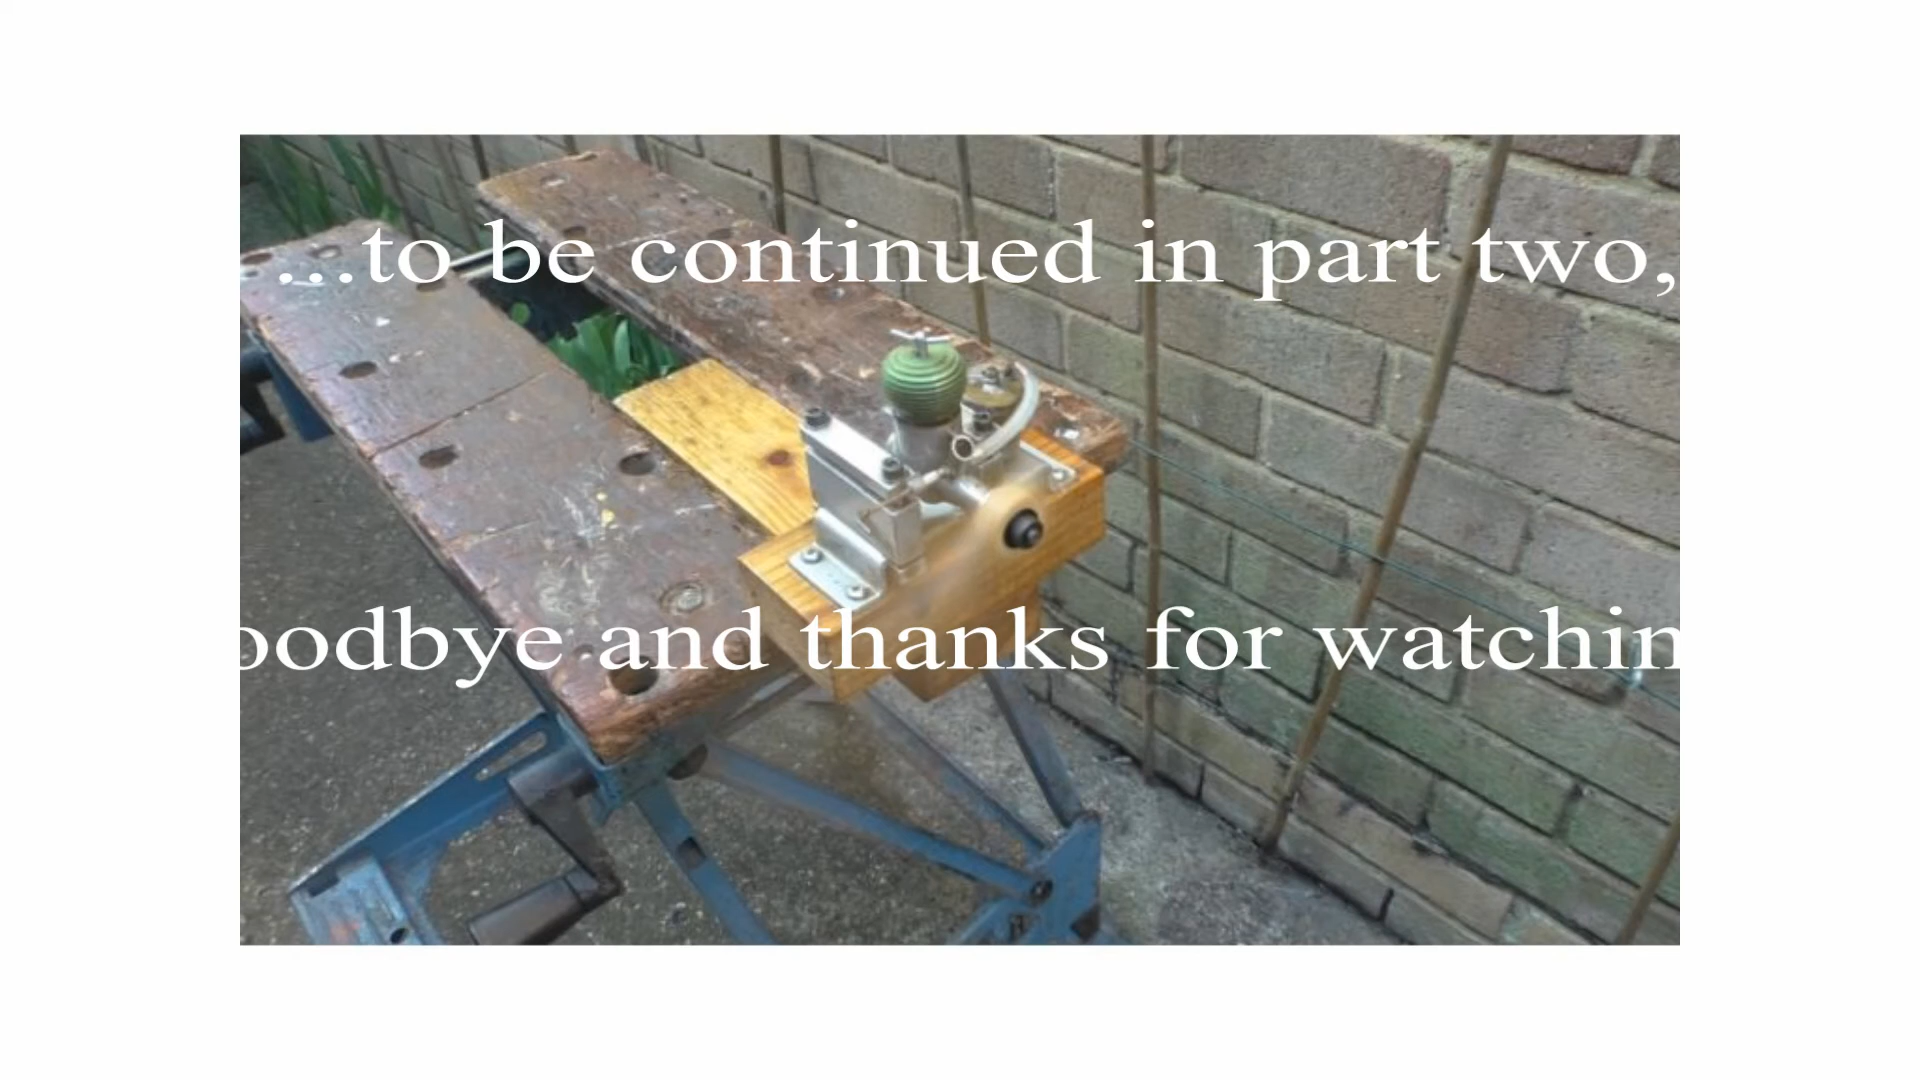 ...to be continued in part two,
oodbye and thanks for watchin